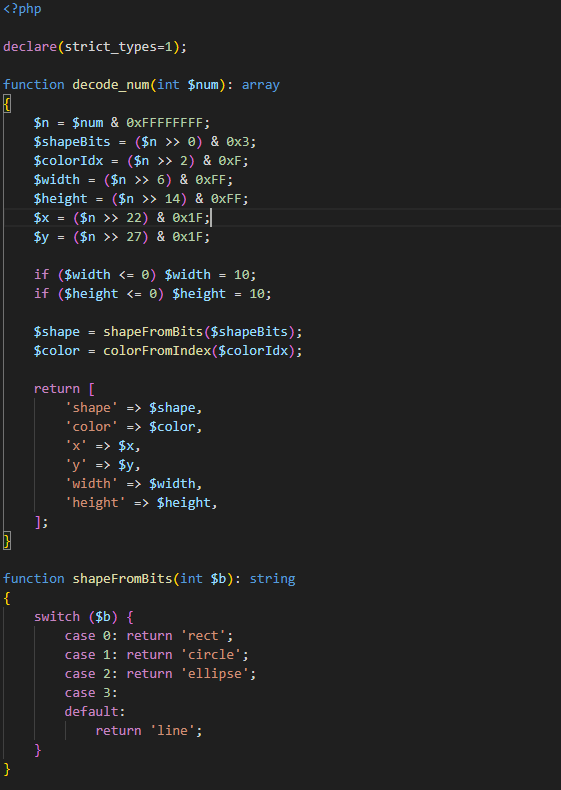 <?php
declare(strict_types=1);
function decode_num(int $num): array
{
    $n = $num & 0xFFFFFFFF;
    $shapeBits = ($n >> 0) & 0x3;
    $colorIdx = ($n >> 2) & 0xF;
    $width = ($n >> 6) & 0xFF;
    $height = ($n >> 14) & 0xFF;
    $x = ($n >> 22) & 0x1F;
    $y = ($n >> 27) & 0x1F;
    if ($width <= 0) $width = 10;
    if ($height <= 0) $height = 10;
    $shape = shapeFromBits($shapeBits);
    $color = colorFromIndex($colorIdx);
    return [
        'shape' => $shape,
        'color' => $color,
        'x' => $x,
        'y' => $y,
        'width' => $width,
        'height' => $height,
    ];
}
function shapeFromBits(int $b): string
{
    switch ($b) {
        case 0: return 'rect';
        case 1: return 'circle';
        case 2: return 'ellipse';
        case 3:
        default:
            return 'line';
    }
}